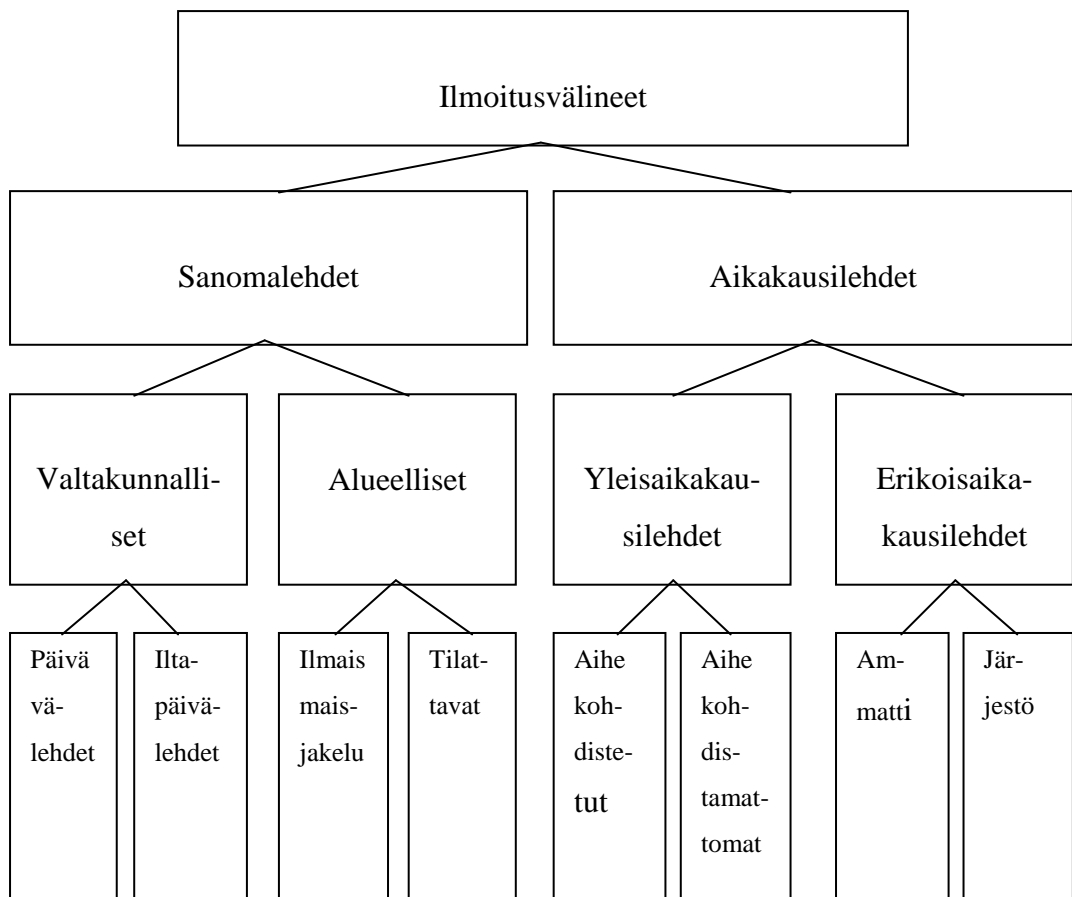 Ilmoitusvälineet
Sanomalehdet
Aikakausilehdet
Valtakunnalli-
set
Alueelliset
Yleisaikakau-
silehdet
Erikoisaika-
kausilehdet
Päivä
vä-
lehdet
Ilta-
päivä-
lehdet
Ilmais
mais-
jakelu
Tilat-
tavat
Aihe
koh-
diste-
tut
Aihe
koh-
dis-
tamat-
tomat
Am-
matti
Jär-
jestö